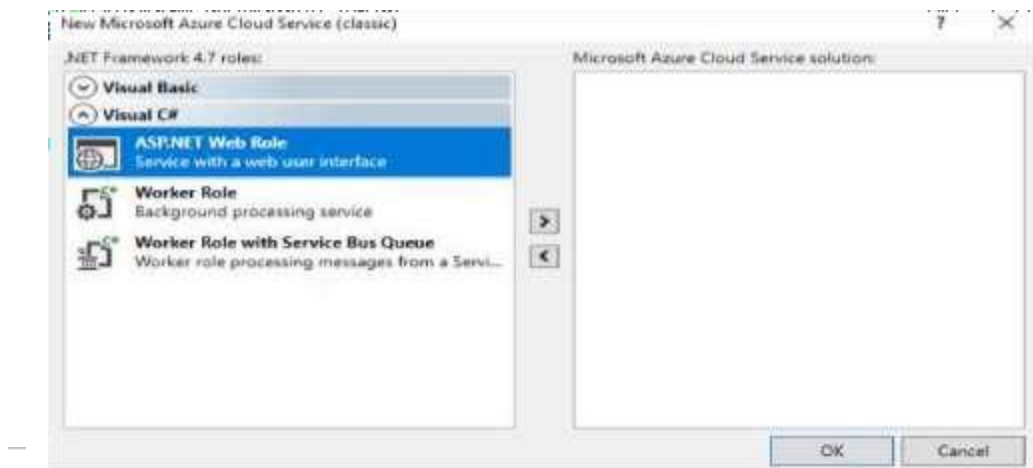 New Microsoft Azure Cloud Service (classic)
? ×
.NET Framework 4.7 roles:
Microsoft Azure Cloud Service solution:
Visual Basic
Visual C#
ASP.NET Web Role
Service with a web user interface
Worker Role
Background processing service
Worker Role with Service Bus Queue
Worker role processing messages from a Servi...
>
<
OK
Cancel